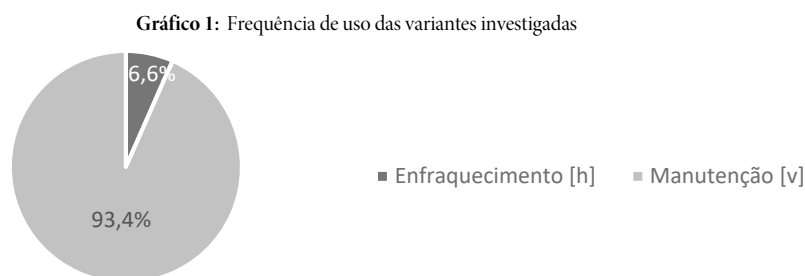 Gráfico 1: Frequência de uso das variantes investigadas
6,6%
Enfraquecimento [h] Manutenção [v]
93,4%